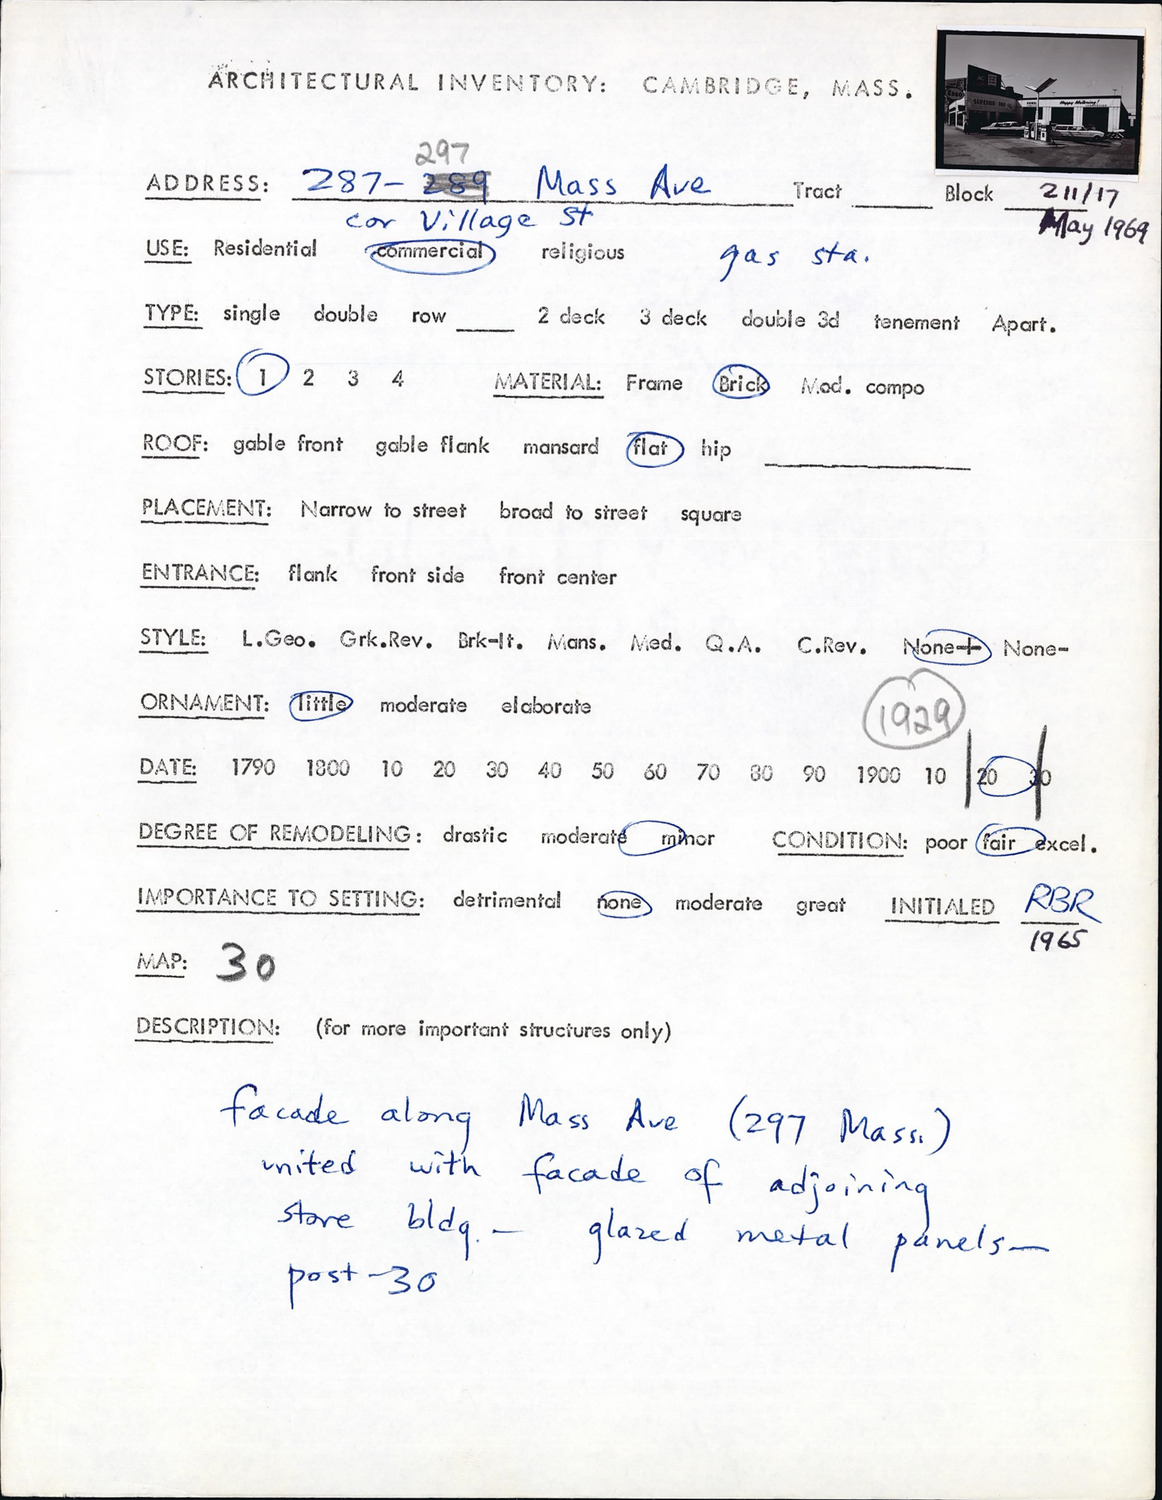 ARCHITECTURAL INVENTORY: CAMBRIDGE, MASS.
297
ADDRESS: 287-289 Mass Ave Tract ____ Block 211/17
cor Village St May 1969
USE: Residential commercial religious gas sta.
TYPE: single double row ____ 2 deck 3 deck double 3d tenement Apart.
STORIES: 1 2 3 4 MATERIAL: Frame Brick Mod. compo
ROOF: gable front gable flank mansard flat hip ____
PLACEMENT: Narrow to street broad to street square
ENTRANCE: flank front side front center
STYLE: L.Geo. Grk.Rev. Brk-It. Mans. Med. Q.A. C.Rev. None+ None-
ORNAMENT: little moderate elaborate
1929
DATE: 1790 1800 10 20 30 40 50 60 70 80 90 1900 10 20 30
DEGREE OF REMODELING: drastic moderate minor CONDITION: poor fair excel.
IMPORTANCE TO SETTING: detrimental none moderate great INITIALED RBR
1965
MAP: 30
DESCRIPTION: (for more important structures only)
facade along Mass Ave (297 Mass.)
united with facade of adjoining
store bldg. — glazed metal panels—
post-30